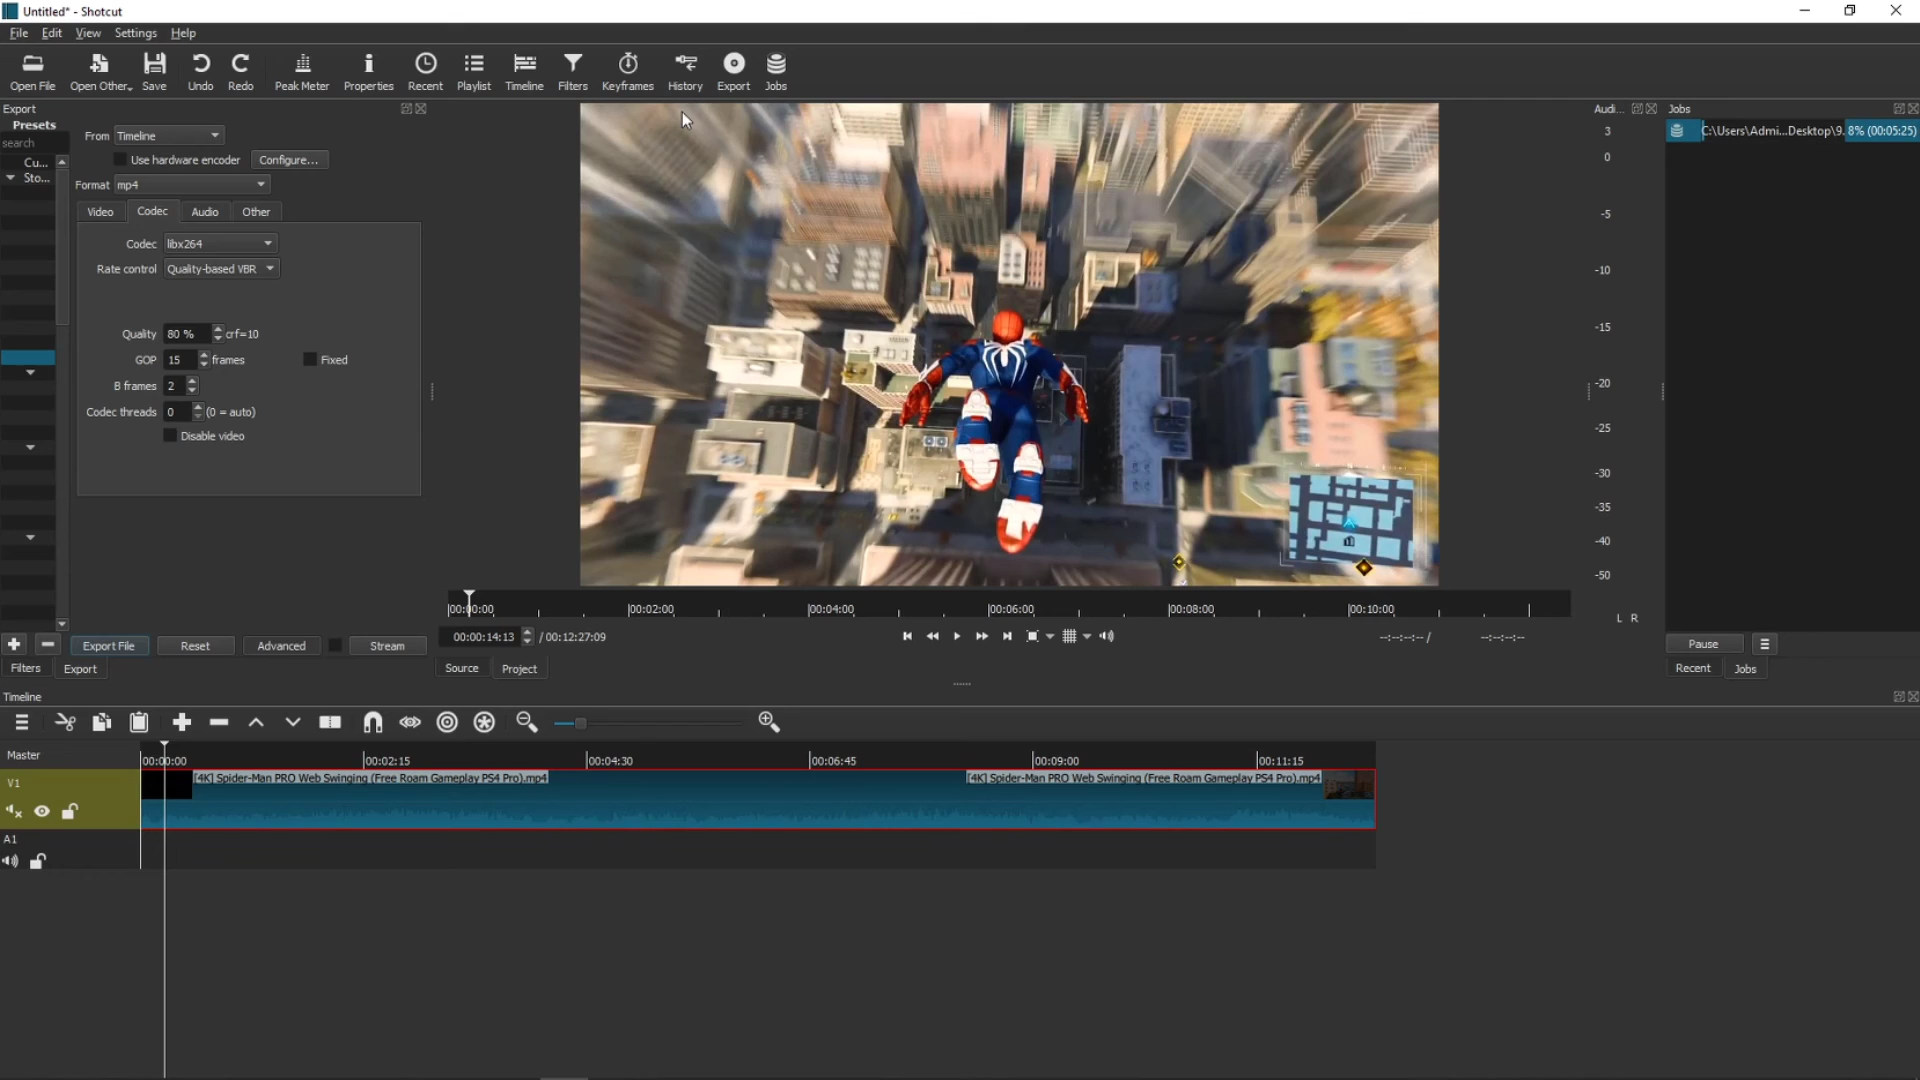 Untitled* - Shotcut
File Edit View Settings Help
Open File Open Other Save Undo Redo Peak Meter Properties Recent Playlist Timeline Filters Keyframes History Export Jobs
Export
Presets
search
Cu...
Sto...
From Timeline
Use hardware encoder Configure...
Format mp4
Video Codec Audio Other
Codec libx264
Rate control Quality-based VBR
Quality 80 % crf=10
GOP 15 frames Fixed
B frames 2
Codec threads 0 (0 = auto)
Disable video
Export File Reset Advanced Stream
Filters Export
00:00:00 00:02:00 00:04:00 00:06:00 00:08:00 00:10:00
00:00:14:13 / 00:12:27:09 --:--:--:-- / --:--:--:--
Source Project
Audi...
3
0
-5
-10
-15
-20
-25
-30
-35
-40
-50
L R
Jobs
C:\Users\Admi...Desktop\9. 8% (00:05:25)
Pause
Recent Jobs
Timeline
Master
00:00:00 00:02:15 00:04:30 00:06:45 00:09:00 00:11:15
V1
[4K] Spider-Man PRO Web Swinging (Free Roam Gameplay PS4 Pro).mp4 [4K] Spider-Man PRO Web Swinging (Free Roam Gameplay PS4 Pro).mp4
A1